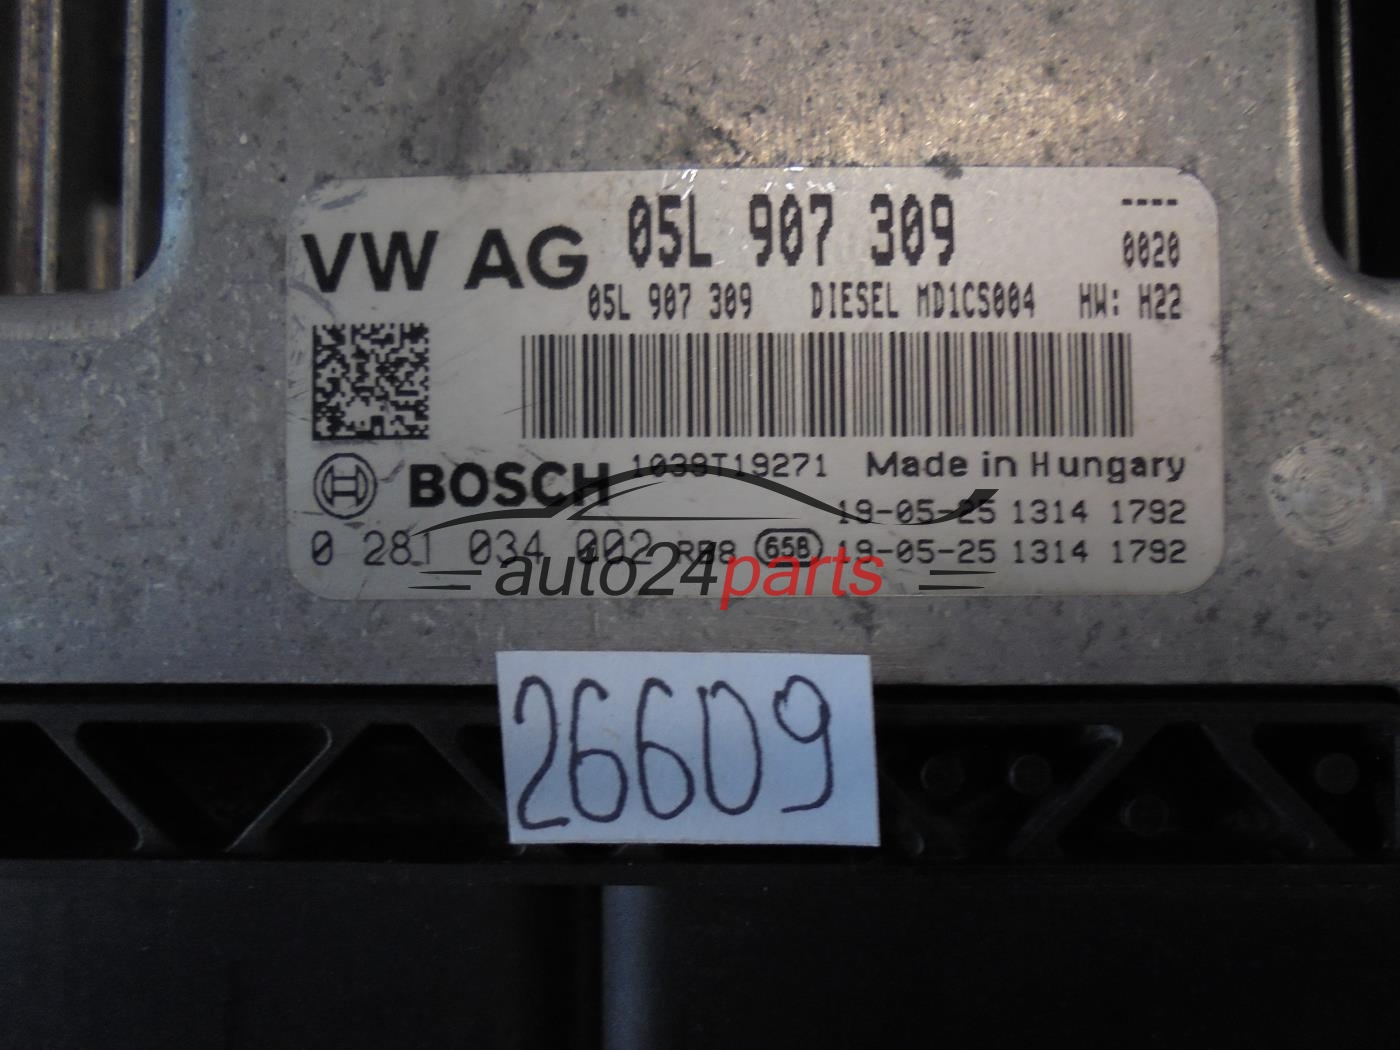 VW AG 05L 907 309 ----
0020
05L 907 309 DIESEL MD1CS004 HW: H22
BOSCH 1039T19271 Made in Hungary
19-05-25 1314 1792
0 281 034 002 658 19-05-25 1314 1792
auto24parts
26609